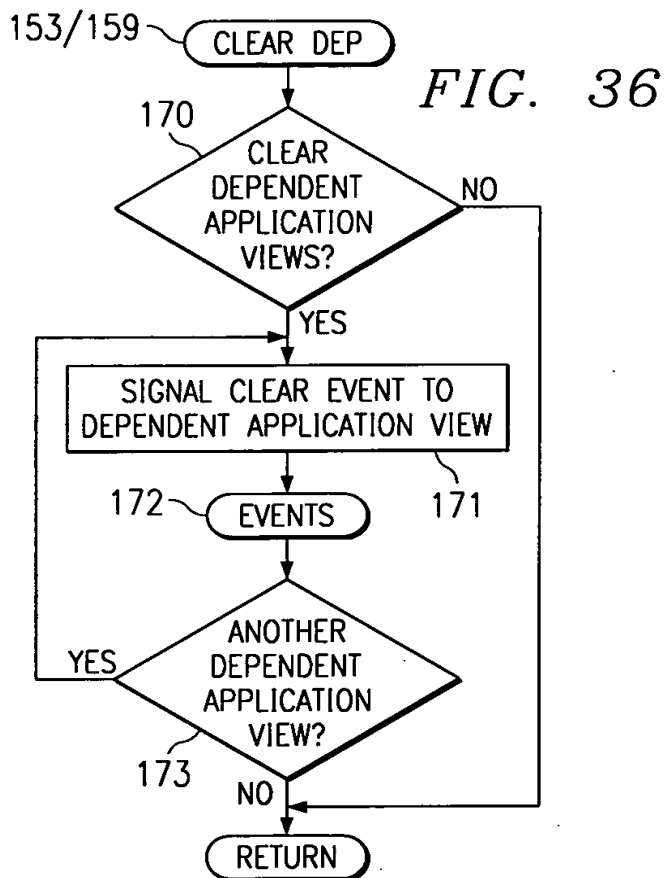 153/159
CLEAR DEP
FIG. 36
170
CLEAR
DEPENDENT
APPLICATION
VIEWS?
NO
YES
SIGNAL CLEAR EVENT TO
DEPENDENT APPLICATION VIEW
171
172
EVENTS
ANOTHER
DEPENDENT
APPLICATION
VIEW?
YES
173
NO
RETURN